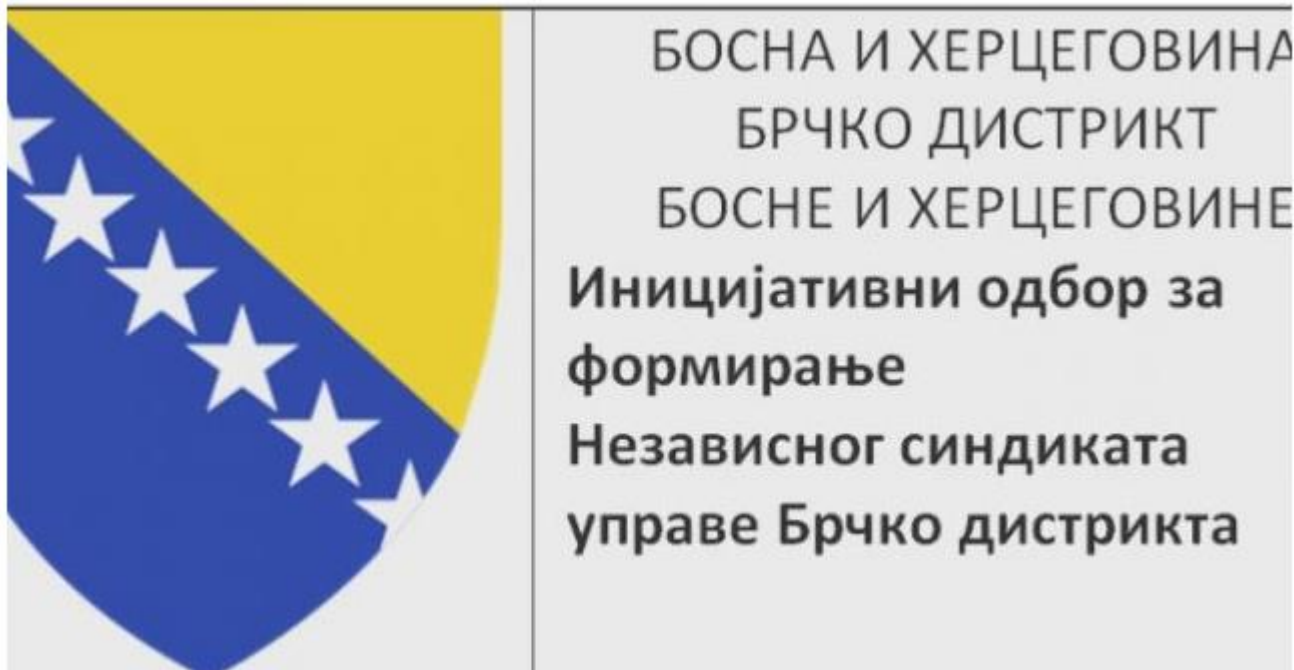 БОСНА И ХЕРЦЕГОВИНА
БРЧКО ДИСТРИКТ
БОСНЕ И ХЕРЦЕГОВИНЕ
Иницијативни одбор за
формирање
Независног синдиката
управе Брчко дистрикта